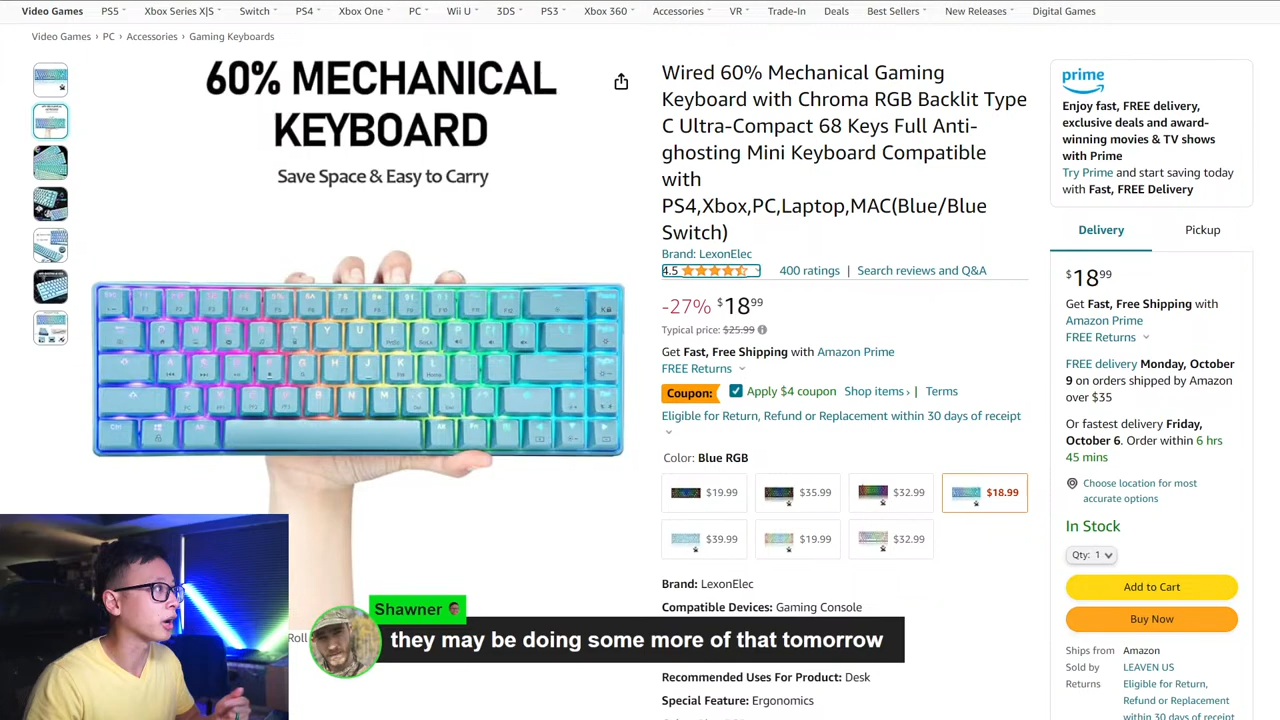 Video Games PS5 Xbox Series X|S Switch PS4 Xbox One PC Wii U 3DS PS3 Xbox 360 Accessories VR Trade-In Deals Best Sellers New Releases Digital Games
Video Games › PC › Accessories › Gaming Keyboards
60% MECHANICAL
KEYBOARD
Save Space & Easy to Carry
Wired 60% Mechanical Gaming
Keyboard with Chroma RGB Backlit Type
C Ultra-Compact 68 Keys Full Anti-
ghosting Mini Keyboard Compatible
with
PS4,Xbox,PC,Laptop,MAC(Blue/Blue
Switch)
Brand: LexonElec
4.5 400 ratings | Search reviews and Q&A
-27% $18 99
Typical price: $25.99
Get Fast, Free Shipping with Amazon Prime
FREE Returns
Coupon: Apply $4 coupon Shop items › | Terms
Eligible for Return, Refund or Replacement within 30 days of receipt
Color: Blue RGB
$19.99 $35.99 $32.99 $18.99
$39.99 $19.99 $32.99
Brand: LexonElec
Compatible Devices: Gaming Console
Recommended Uses For Product: Desk
Special Feature: Ergonomics
prime
Enjoy fast, FREE delivery,
exclusive deals and award-
winning movies & TV shows
with Prime
Try Prime and start saving today
with Fast, FREE Delivery
Delivery Pickup
$18 99
Get Fast, Free Shipping with
Amazon Prime
FREE Returns
FREE delivery Monday, October
9 on orders shipped by Amazon
over $35
Or fastest delivery Friday,
October 6. Order within 6 hrs
45 mins
Choose location for most
accurate options
In Stock
Qty: 1
Add to Cart
Buy Now
Ships from Amazon
Sold by LEAVEN US
Returns Eligible for Return,
Refund or Replacement
within 30 days of receipt
Roll
Shawner
they may be doing some more of that tomorrow